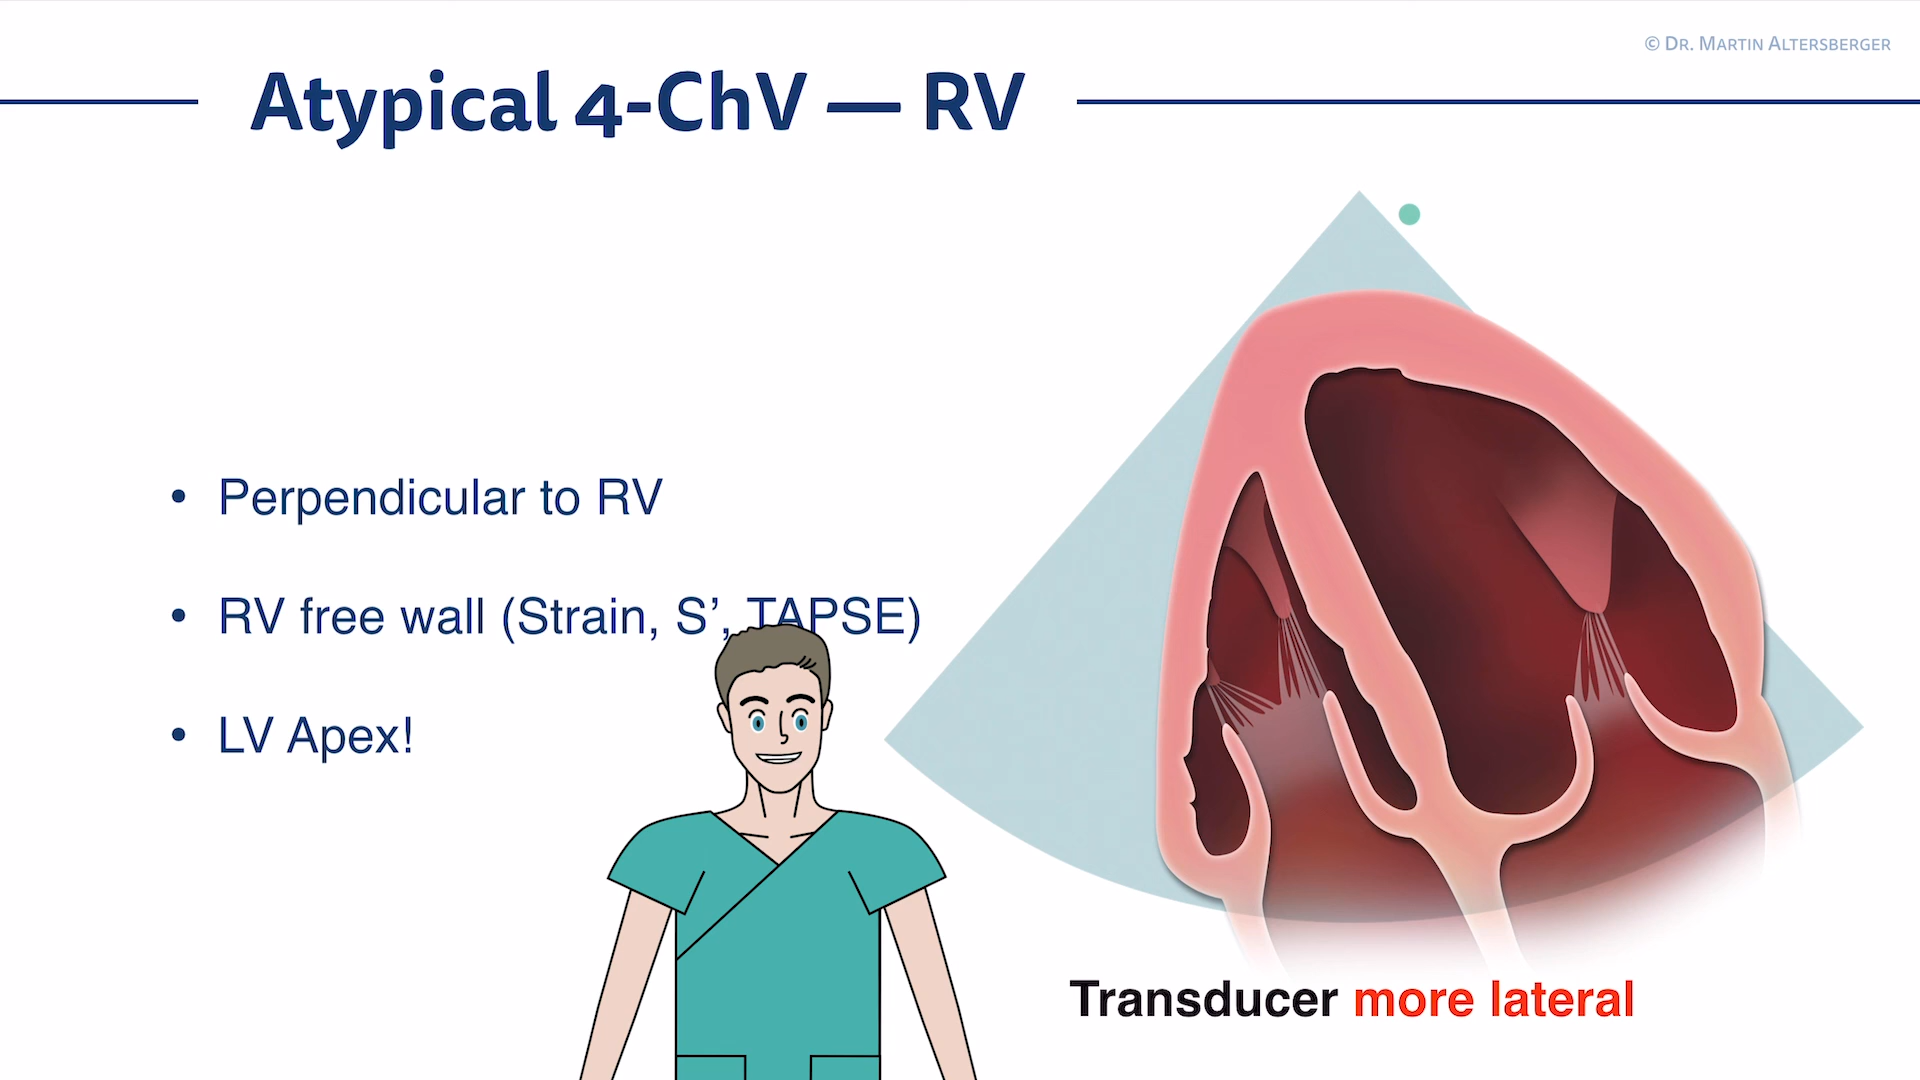 © Dr. Martin Altersberger
Atypical 4-ChV — RV
• Perpendicular to RV
• RV free wall (Strain, S’, TAPSE)
• LV Apex!
Transducer more lateral